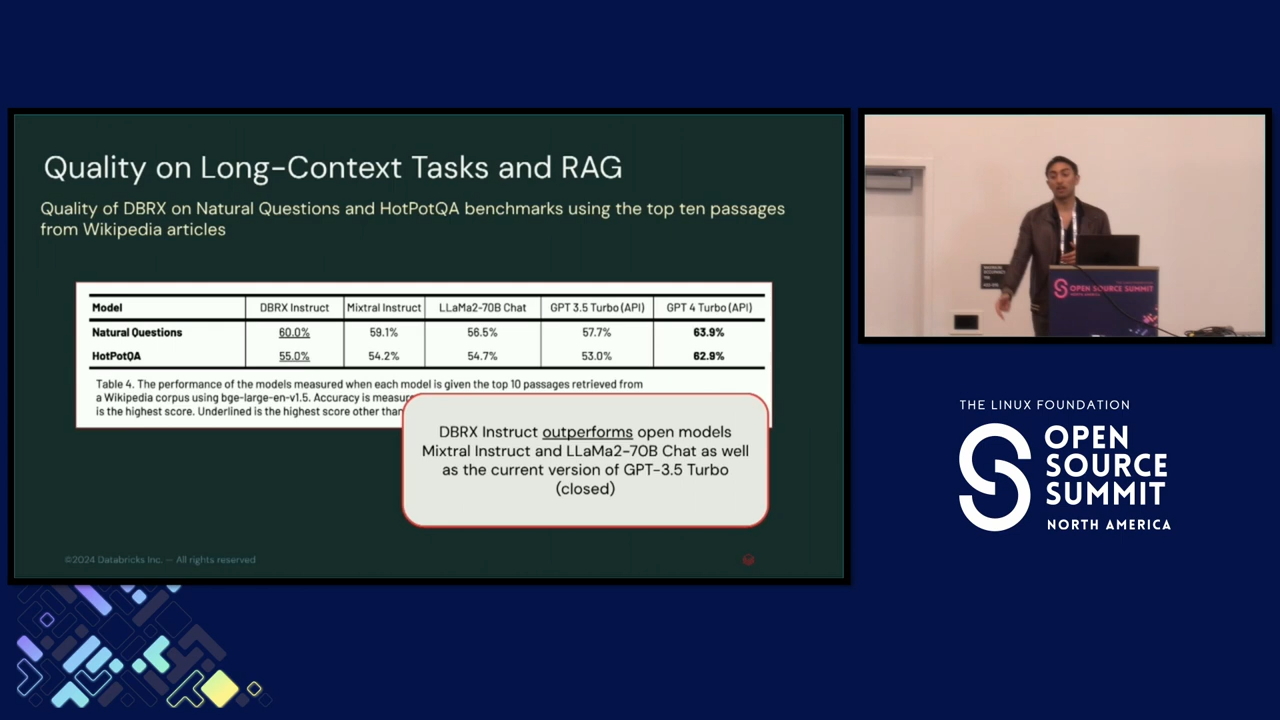 Quality on Long-Context Tasks and RAG
Quality of DBRX on Natural Questions and HotPotQA benchmarks using the top ten passages
from Wikipedia articles
Model DBRX Instruct Mixtral Instruct LLaMa2-70B Chat GPT 3.5 Turbo (API) GPT 4 Turbo (API)
Natural Questions 60.0% 59.1% 56.5% 57.7% 63.9%
HotPotQA 55.0% 54.2% 54.7% 53.0% 62.9%
Table 4. The performance of the models measured when each model is given the top 10 passages retrieved from
a Wikipedia corpus using bge-large-en-v1.5. Accuracy is
is the highest score. Underlined is the highest score other
DBRX Instruct outperforms open models
Mixtral Instruct and LLaMa2-70B Chat as well
as the current version of GPT-3.5 Turbo
(closed)
©2024 Databricks Inc. — All rights reserved
OPEN SOURCE SUMMIT
NORTH AMERICA
THE LINUX FOUNDATION
OPEN
SOURCE
SUMMIT
NORTH AMERICA